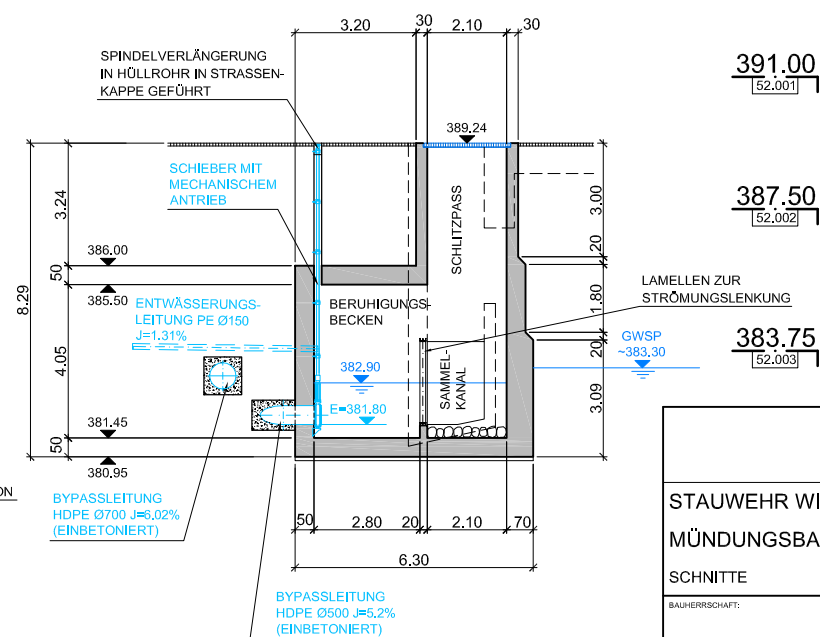 3.20
30
2.10
30
SPINDELVERLÄNGERUNG
IN HÜLLROHR IN STRASSEN-
KAPPE GEFÜHRT
391.00
52.001
389.24
SCHIEBER MIT
MECHANISCHEM
ANTRIEB
3.24
SCHLITZPASS
3.00
387.50
52.002
386.00
50
385.50
20
8.29
ENTWÄSSERUNGS-
LEITUNG PE Ø150
J=1.31%
BERUHIGUNGS-
BECKEN
1.80
LAMELLEN ZUR
STRÖMUNGSLENKUNG
4.05
20
GWSP
~383.30
383.75
52.003
382.90
SAMMEL-
KANAL
E=381.80
3.09
381.45
50
380.95
ON
BYPASSLEITUNG
HDPE Ø700 J=6.02%
(EINBETONIERT)
50
2.80
20
2.10
70
6.30
BYPASSLEITUNG
HDPE Ø500 J=5.2%
(EINBETONIERT)
STAUWEHR WI
MÜNDUNGSBA
SCHNITTE
BAUHERRSCHAFT: